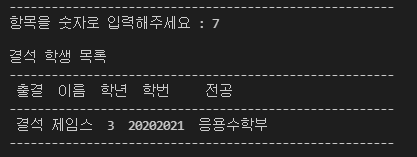 항목을 숫자로 입력해주세요 : 7
결석 학생 목록
출결 이름 학년 학번 전공
결석 제임스 3 20202021 응용수학부